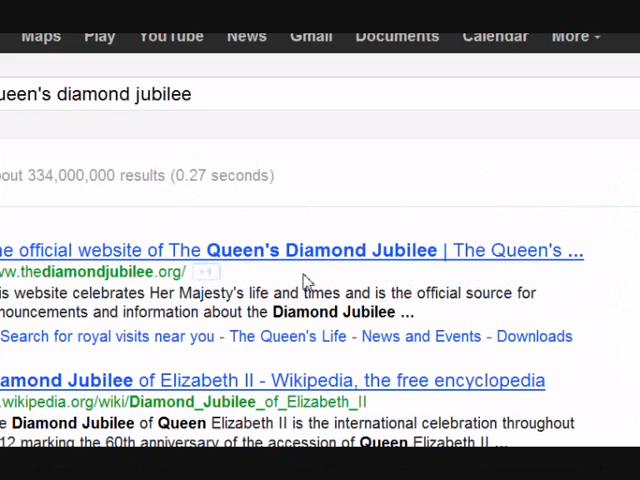 Maps Play YouTube News Gmail Documents Calendar More
ueen's diamond jubilee
out 334,000,000 results (0.27 seconds)
e official website of The Queen's Diamond Jubilee | The Queen's ...
w.thediamondjubilee.org/ +1
is website celebrates Her Majesty's life and times and is the official source for
nouncements and information about the Diamond Jubilee ...
Search for royal visits near you - The Queen's Life - News and Events - Downloads
amond Jubilee of Elizabeth II - Wikipedia, the free encyclopedia
.wikipedia.org/wiki/Diamond_Jubilee_of_Elizabeth_II
e Diamond Jubilee of Queen Elizabeth II is the international celebration throughout
12 marking the 60th anniversary of the accession of Queen Elizabeth II ...